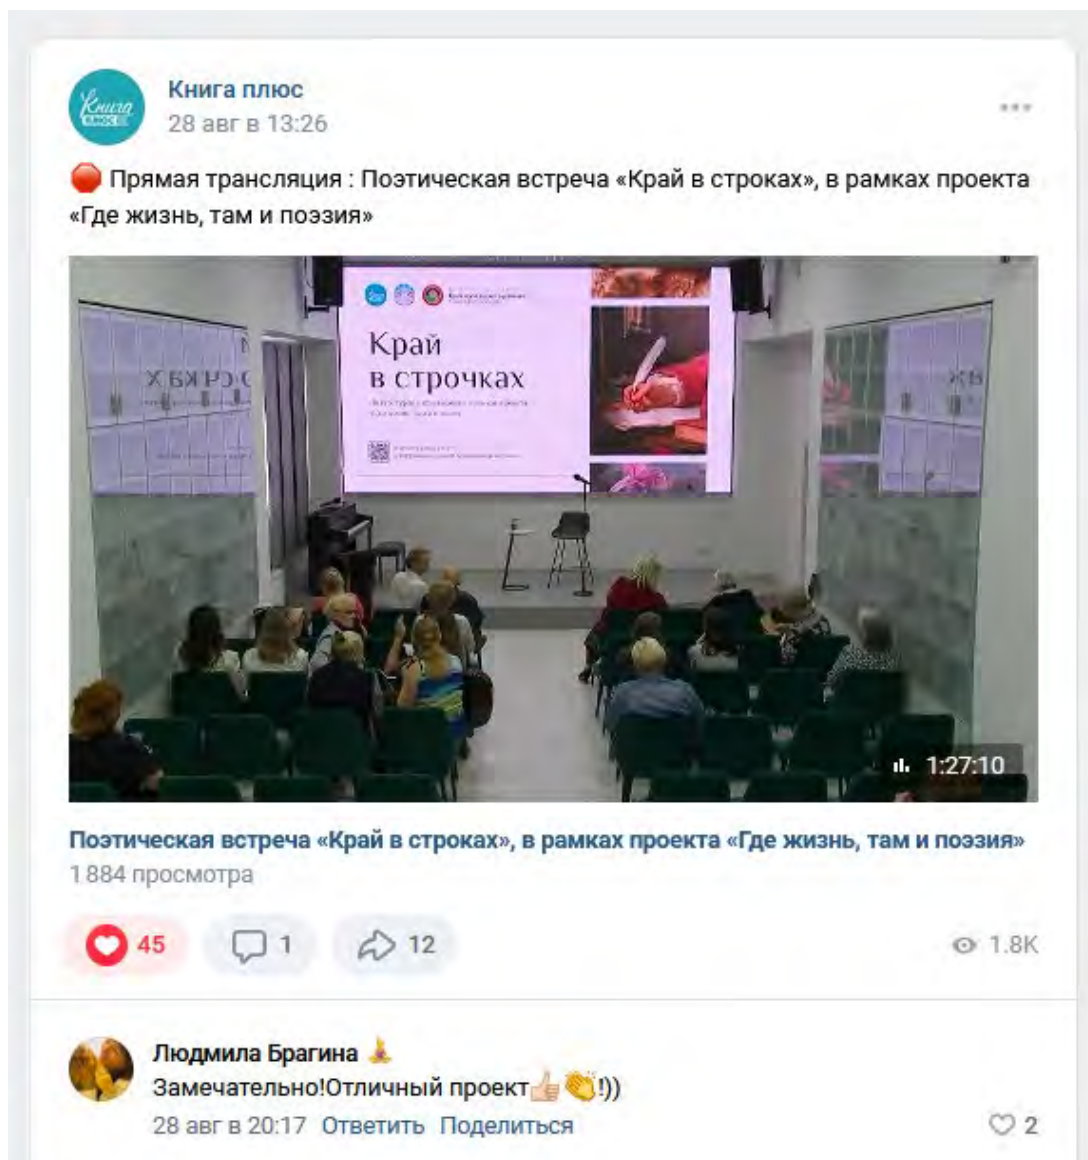 Книга плюс
28 авг в 13:26
Прямая трансляция : Поэтическая встреча «Край в строках», в рамках проекта
«Где жизнь, там и поэзия»
Край
в строчках
1:27:10
Поэтическая встреча «Край в строках», в рамках проекта «Где жизнь, там и поэзия»
1 884 просмотра
45
1
12
1.8K
Людмила Брагина
Замечательно!Отличный проект👍👏!))
28 авг в 20:17 Ответить Поделиться
2